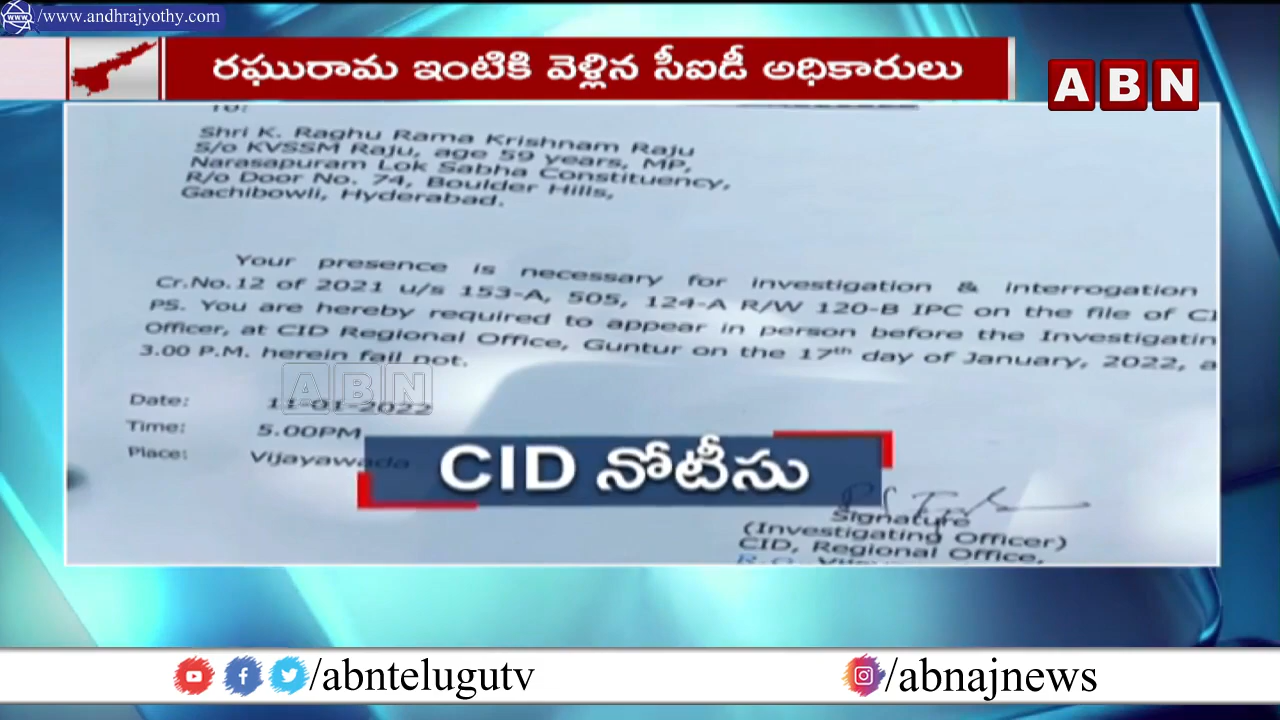 www./www.andhrajyothy.com
రఘురామ ఇంటికి వెళ్లిన సీఐడీ అధికారులు
ABN
To:
Shri K. Raghu Rama Krishnam Raju
S/o KVSSM Raju, age 59 years, MP,
Narasapuram Lok Sabha Constituency,
R/o Door No. 74, Boulder Hills,
Gachibowli, Hyderabad.
Your presence is necessary for investigation & interrogation
Cr.No.12 of 2021 u/s 153-A, 505, 124-A R/W 120-B IPC on the file of
PS. You are hereby required to appear in person before the
Officer, at CID Regional Office, Guntur on the 17th day of January, 2022,
3.00 P.M. herein fail not.
ABN
Date: 11-01-2022
Time: 5.00PM
Place: Vijayawada
CID నోటీసు
Signature
(Investigating Officer)
CID, Regional Office,
/abntelugutv
/abnajnews